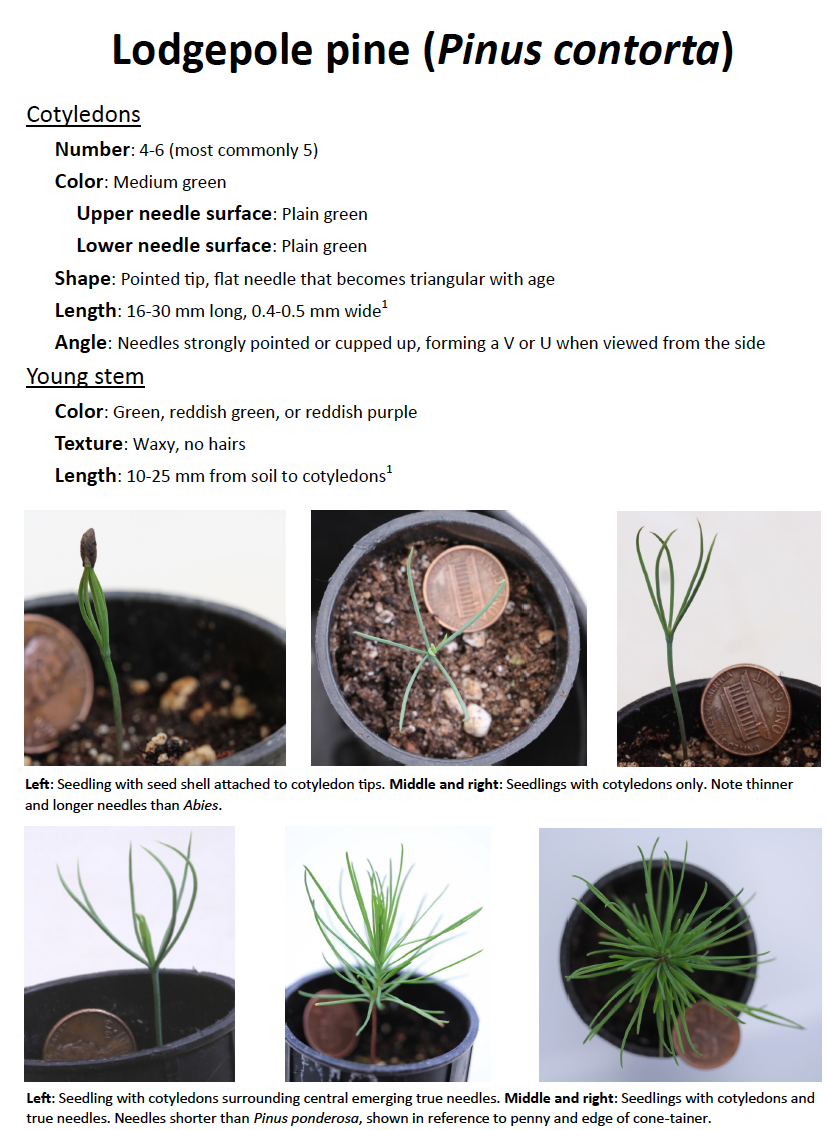 Lodgepole pine (Pinus contorta)
Cotyledons
Number: 4-6 (most commonly 5)
Color: Medium green
Upper needle surface: Plain green
Lower needle surface: Plain green
Shape: Pointed tip, flat needle that becomes triangular with age
Length: 16-30 mm long, 0.4-0.5 mm wide1
Angle: Needles strongly pointed or cupped up, forming a V or U when viewed from the side
Young stem
Color: Green, reddish green, or reddish purple
Texture: Waxy, no hairs
Length: 10-25 mm from soil to cotyledons1
Left: Seedling with seed shell attached to cotyledon tips. Middle and right: Seedlings with cotyledons only. Note thinner
and longer needles than Abies.
Left: Seedling with cotyledons surrounding central emerging true needles. Middle and right: Seedlings with cotyledons and
true needles. Needles shorter than Pinus ponderosa, shown in reference to penny and edge of cone-tainer.